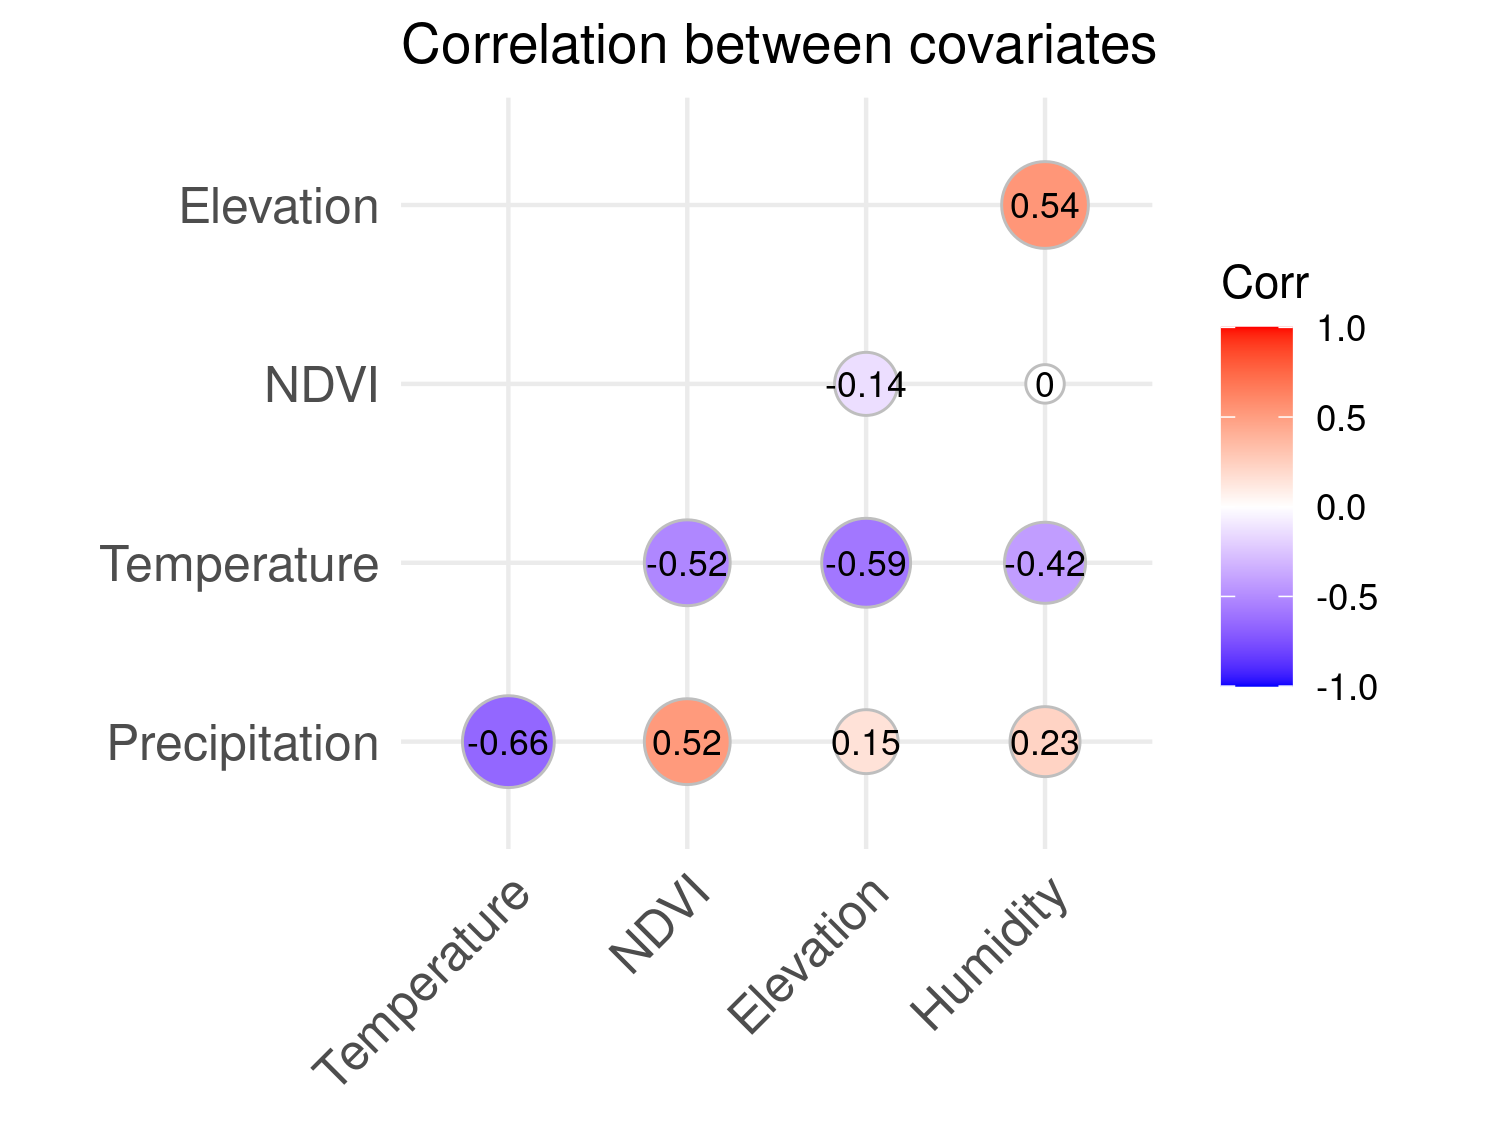 Correlation between covariates
Elevation
0.54
NDVI
-0.14
0
Temperature
-0.52
-0.59
-0.42
Precipitation
-0.66
0.52
0.15
0.23
Temperature
NDVI
Elevation
Humidity
Corr
1.0
0.5
0.0
-0.5
-1.0